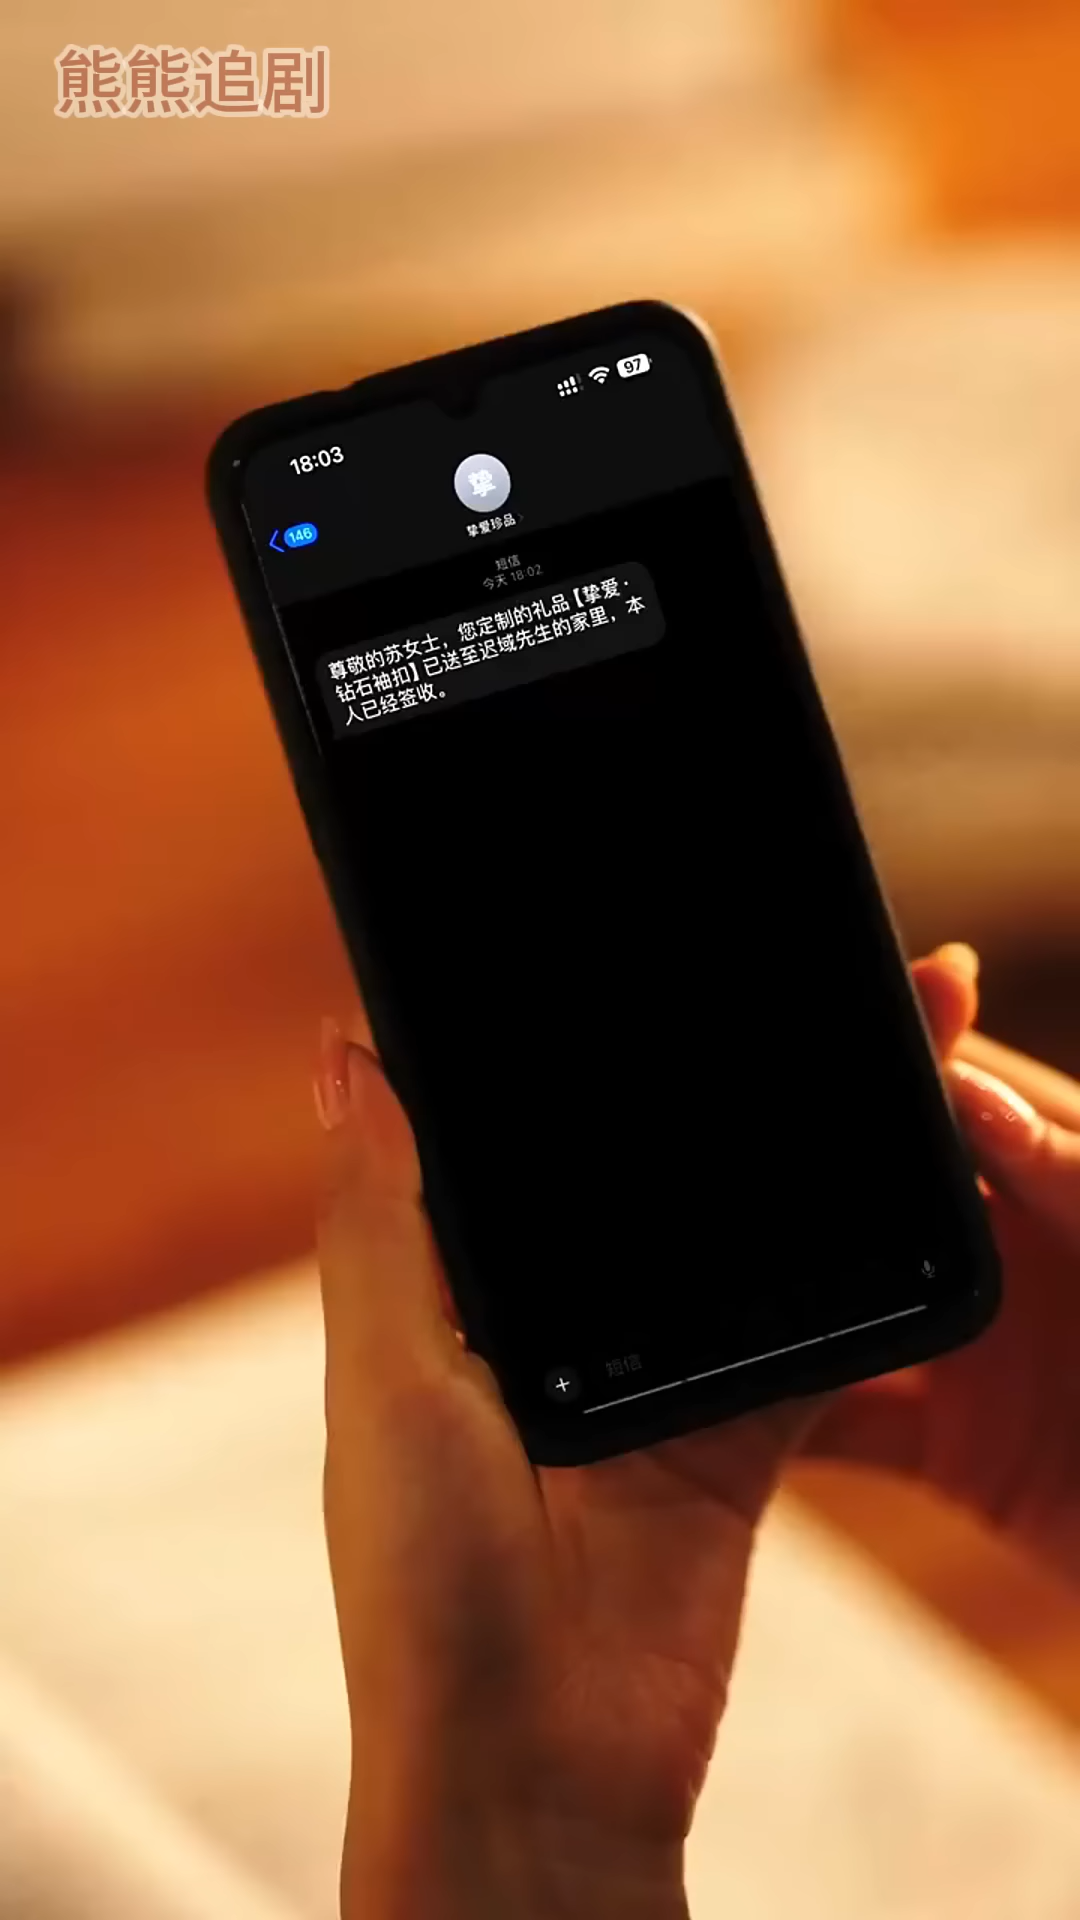 熊熊追剧
18:03
97
146
挚
挚爱珍品
短信
今天 18:02
尊敬的苏女士，您定制的礼品【挚爱·
钻石袖扣】已送至迟域先生的家里，本
人已经签收。
短信